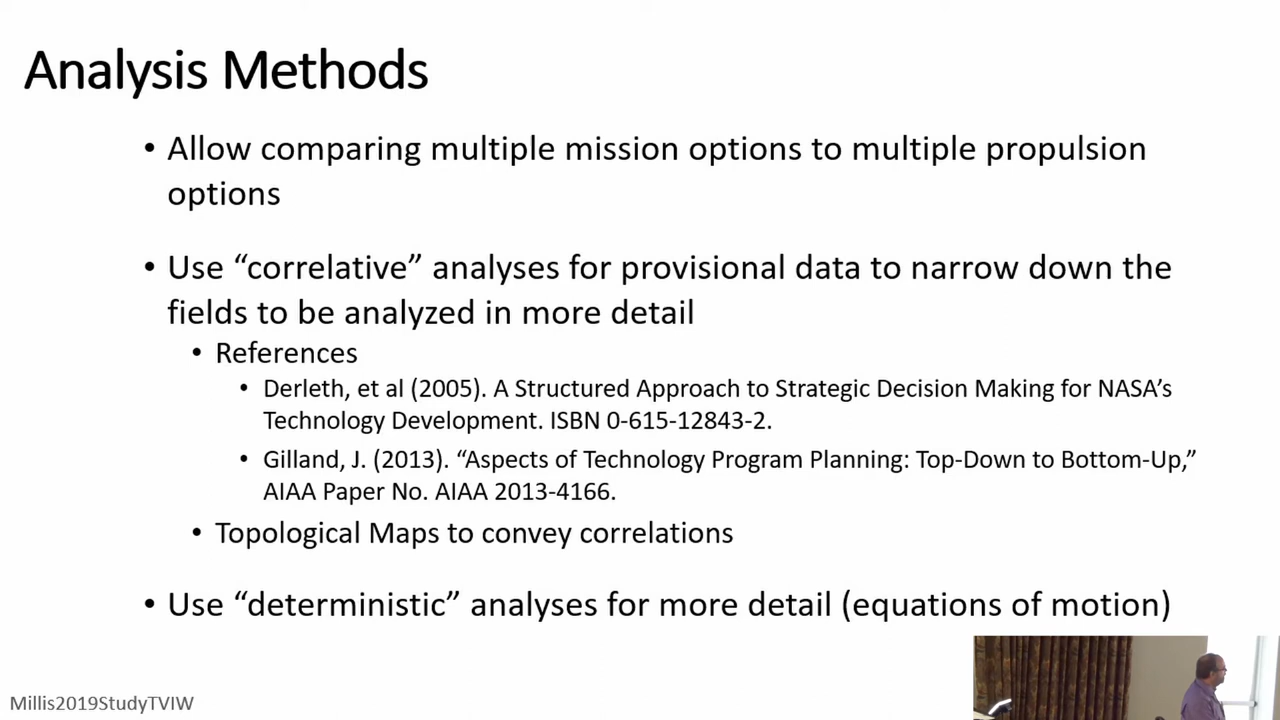 Analysis Methods
• Allow comparing multiple mission options to multiple propulsion
options
• Use “correlative” analyses for provisional data to narrow down the
fields to be analyzed in more detail
• References
• Derleth, et al (2005). A Structured Approach to Strategic Decision Making for NASA’s
Technology Development. ISBN 0-615-12843-2.
• Gilland, J. (2013). “Aspects of Technology Program Planning: Top-Down to Bottom-Up,”
AIAA Paper No. AIAA 2013-4166.
• Topological Maps to convey correlations
• Use “deterministic” analyses for more detail (equations of motion)
Millis2019StudyTVIW